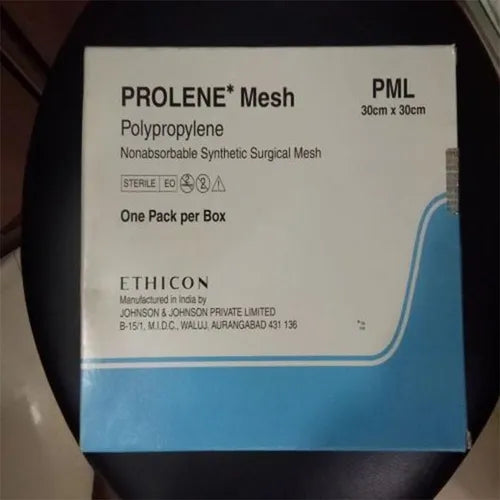 PROLENE* Mesh
PML
30cm x 30cm
Polypropylene
Nonabsorbable Synthetic Surgical Mesh
STERILE EO
One Pack per Box
ETHICON
Manufactured in India by
JOHNSON & JOHNSON PRIVATE LIMITED
B-15/1, M.I.D.C., WALUJ, AURANGABAD 431 136